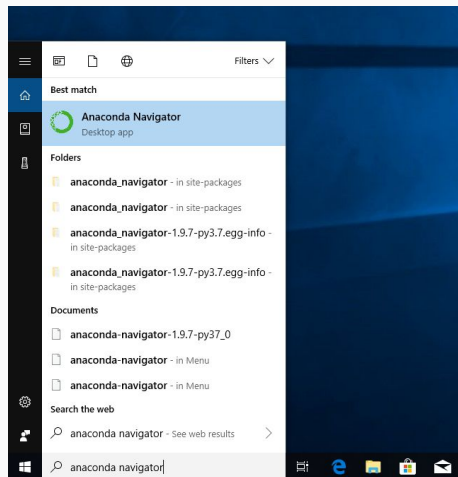 Filters
Best match
Anaconda Navigator
Desktop app
Folders
anaconda_navigator - in site-packages
anaconda_navigator - in site-packages
anaconda_navigator-1.9.7-py3.7.egg-info -
in site-packages
anaconda_navigator-1.9.7-py3.7.egg-info -
in site-packages
Documents
anaconda-navigator-1.9.7-py37_0
anaconda-navigator - in Menu
anaconda-navigator - in Menu
Search the web
anaconda navigator - See web results
anaconda navigator